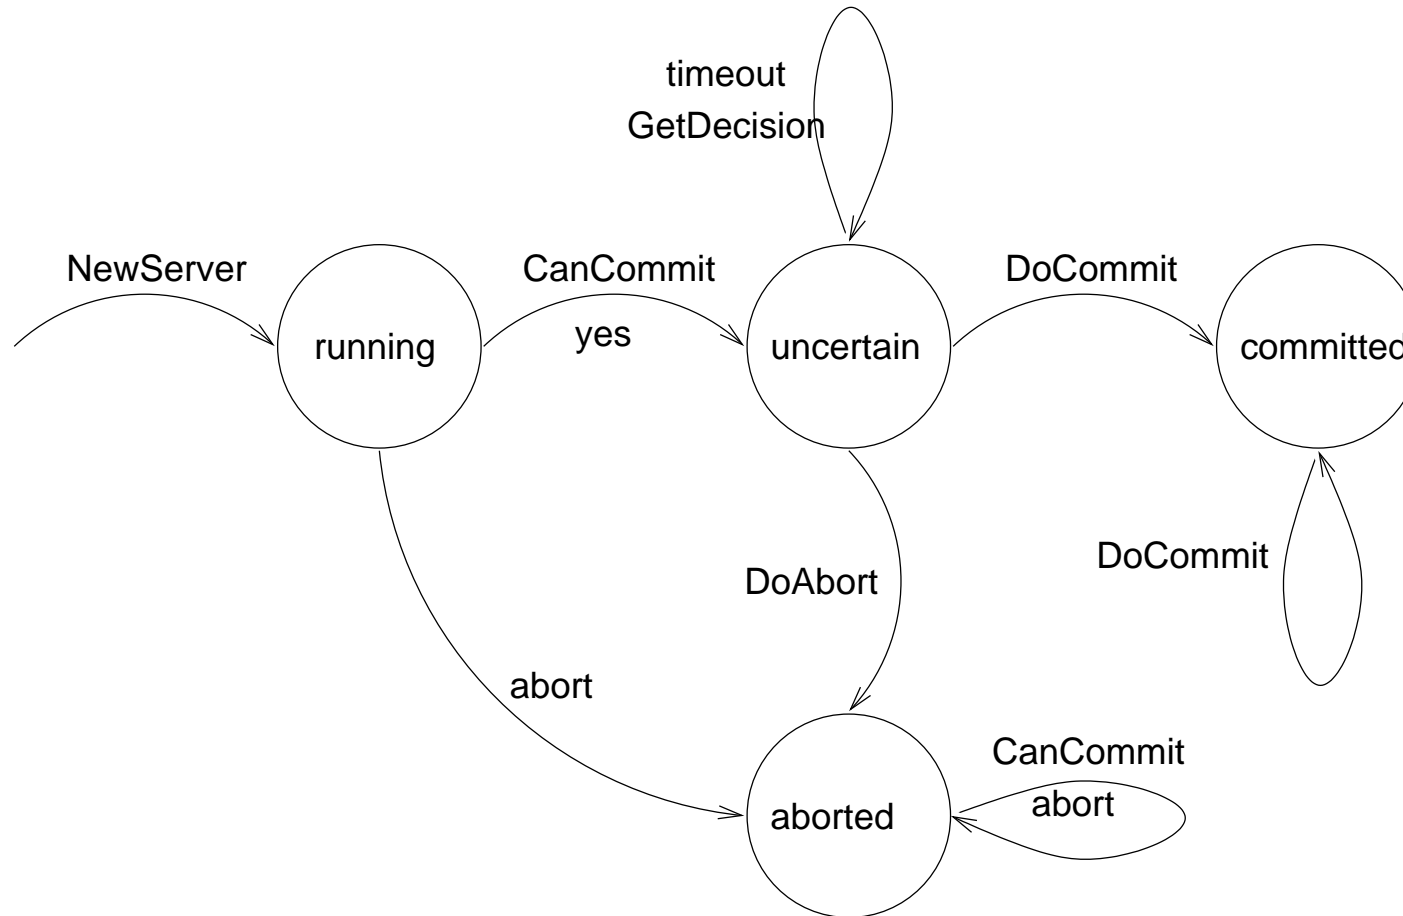 timeout
GetDecision
NewServer
CanCommit
yes
DoCommit
running
uncertain
committed
DoCommit
DoAbort
abort
CanCommit
abort
aborted